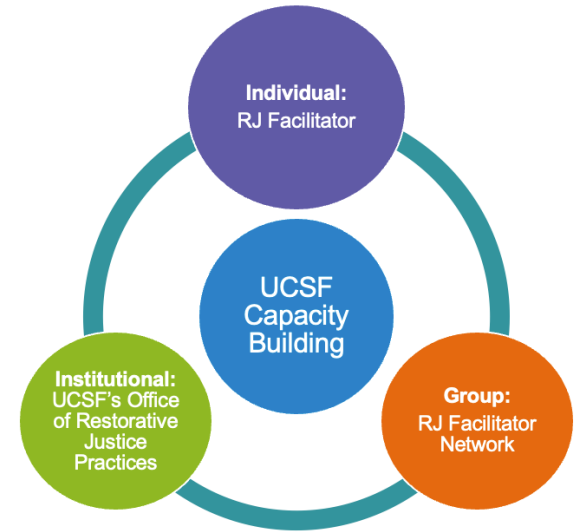 Individual:
RJ Facilitator
UCSF
Capacity
Building
Institutional:
UCSF's Office
of Restorative
Justice
Practices
Group:
RJ Facilitator
Network